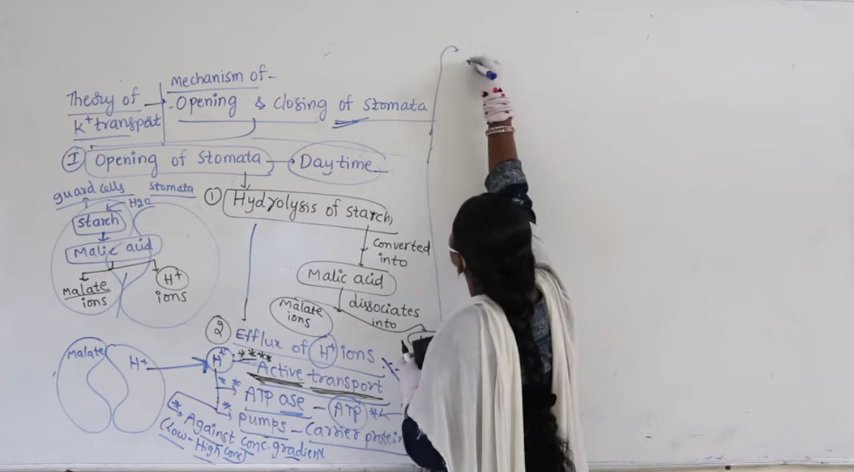 Mechanism of-
Theory of
K+ transport
- Opening & closing of stomata
I Opening of stomata - Day time
guard cells stomata
H2O
starch
Malic acid
Malate ions
H+ ions
1 Hydrolysis of starch
converted into
Malic acid
Malate ions
dissociates into
2 Efflux of H+ ions
Malate H+
H+ ****
Active transport
* ATP ase - ATP *
* pumps - carrier protein
* Against conc. gradient
(Low - High conc)